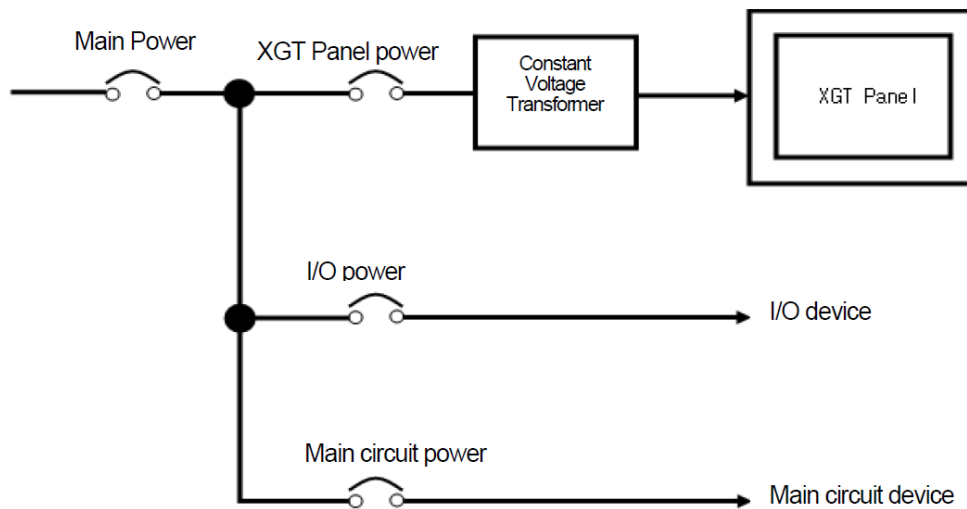 Main Power
XGT Panel power
Constant
Voltage
Transformer
XGT Panel
I/O power
I/O device
Main circuit power
Main circuit device